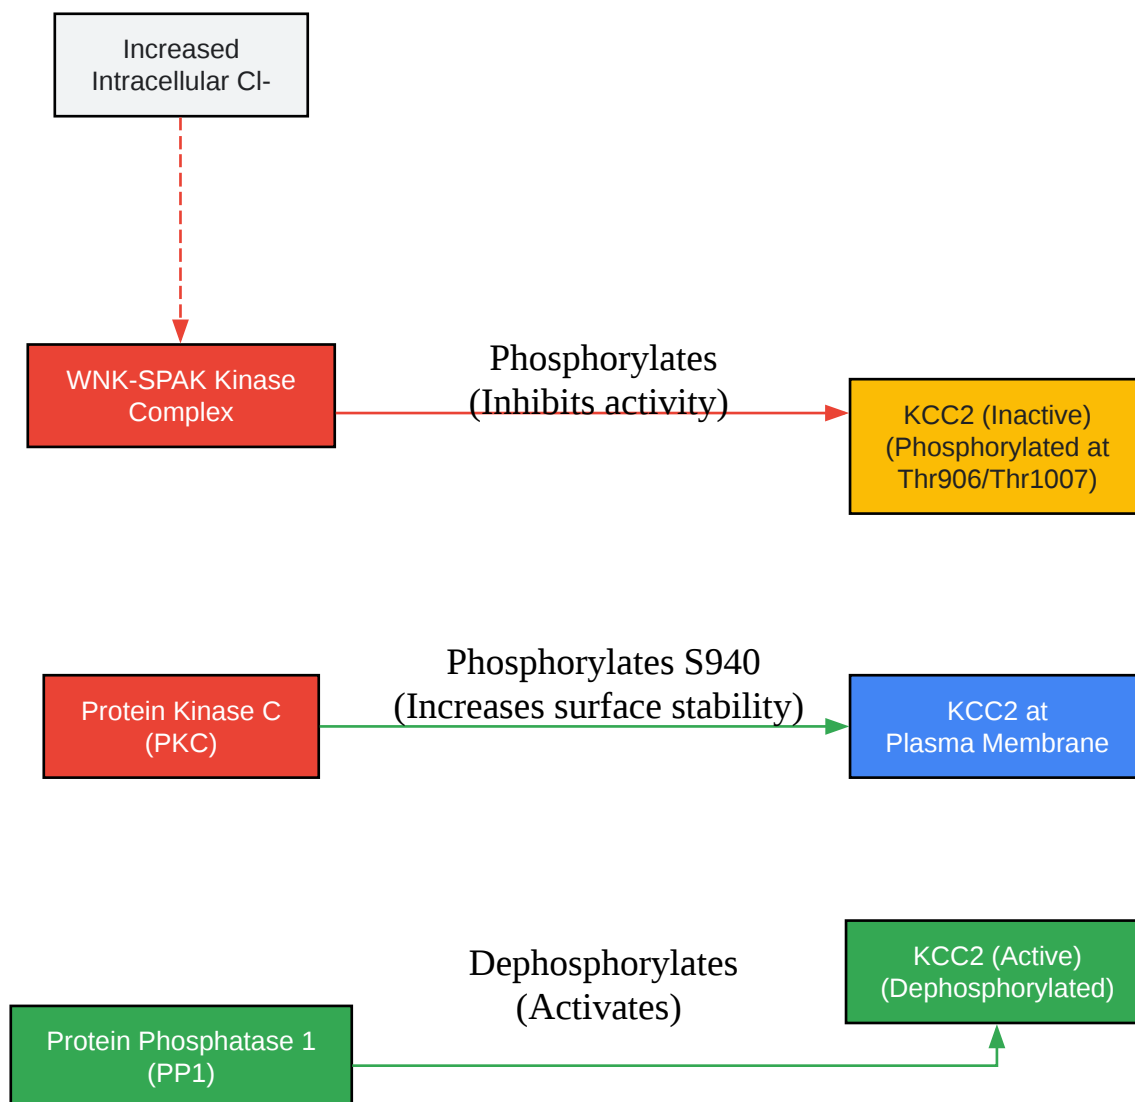 Increased
Intracellular Cl-
WNK-SPAK Kinase
Complex
Phosphorylates
(Inhibits activity)
KCC2 (Inactive)
(Phosphorylated at
Thr906/Thr1007)
Protein Kinase C
(PKC)
Phosphorylates S940
(Increases surface stability)
KCC2 at
Plasma Membrane
Protein Phosphatase 1
(PP1)
Dephosphorylates
(Activates)
KCC2 (Active)
(Dephosphorylated)